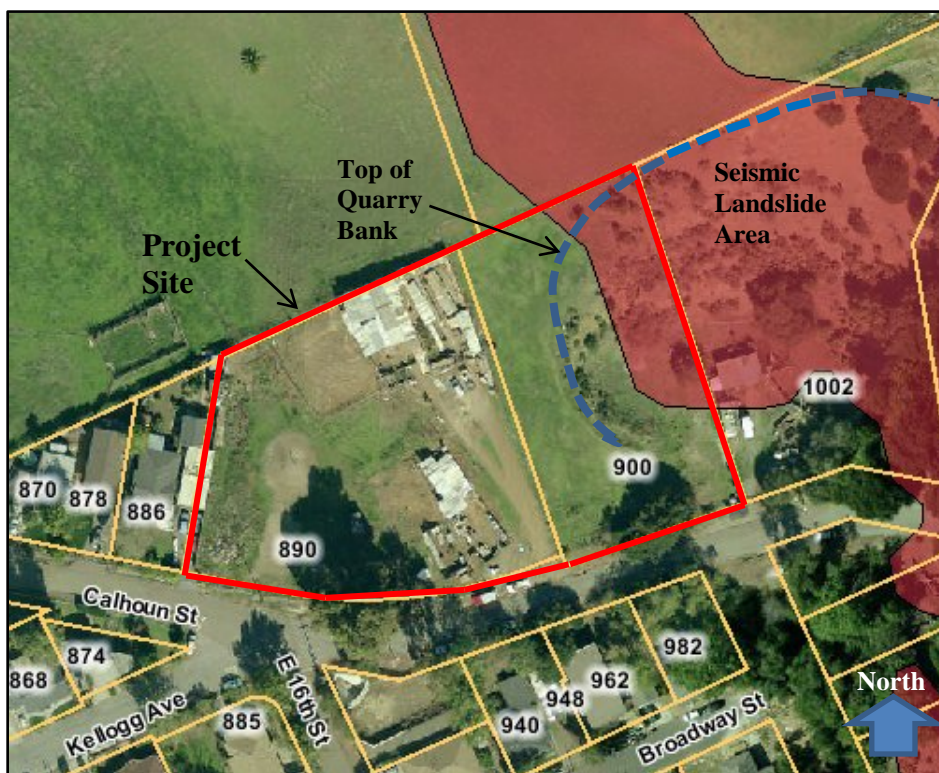 Top of
Quarry
Bank
Seismic
Landslide
Area
Project
Site
1002
870
878
886
900
890
Calhoun St
982
874
868
E 16th St
962
North
948
885
940
Kellogg Ave
Broadway St